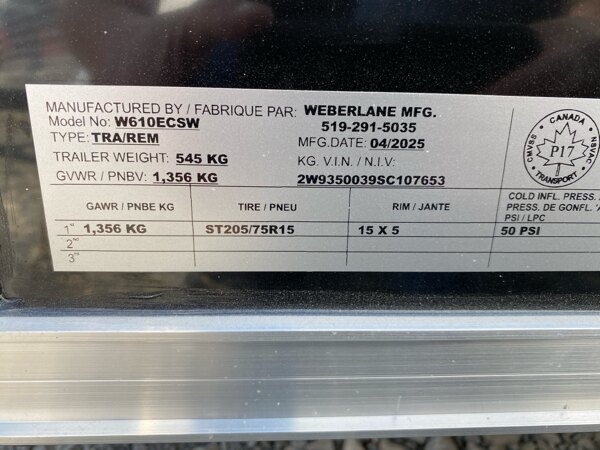 MANUFACTURED BY / FABRIQUE PAR: WEBERLANE MFG.
Model No: W610ECSW 519-291-5035
TYPE: TRA/REM MFG.DATE: 04/2025
TRAILER WEIGHT: 545 KG KG. V.I.N. / N.I.V.
GVWR / PNBV: 1,356 KG 2W9350039SC107653
CANADA
CMVSS P17 NSVAC
TRANSPORT
GAWR / PNBE KG TIRE / PNEU RIM / JANTE COLD INFL. PRESS.
PRESS. DE GONFL.
PSI / LPC
1st 1,356 KG ST205/75R15 15 X 5 50 PSI
2nd
3rd